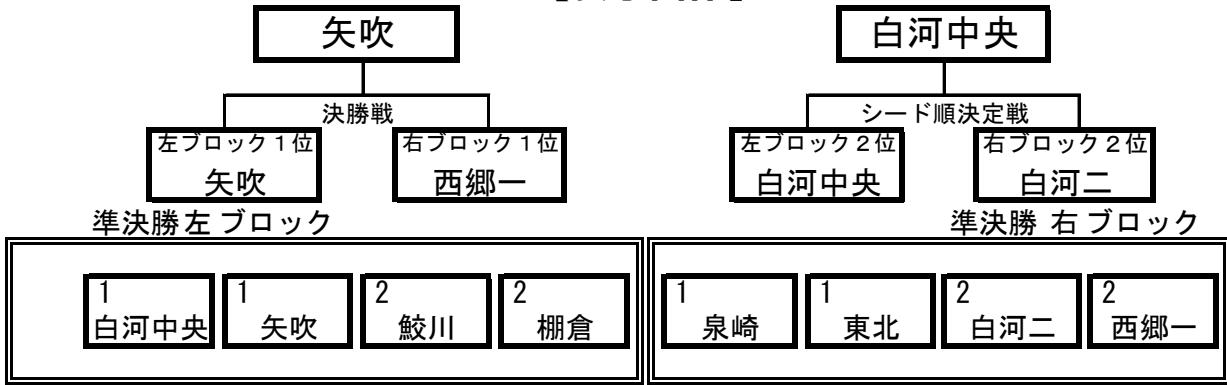 矢吹 白河中央
決勝戦 シード順決定戦
左ブロック1位 右ブロック1位 左ブロック2位 右ブロック2位
矢吹 西郷一 白河中央 白河二
準決勝左ブロック 準決勝 右ブロック
1 1 2 2 1 1 2 2
白河中央 矢吹 鮫川 棚倉 泉崎 東北 白河二 西郷一